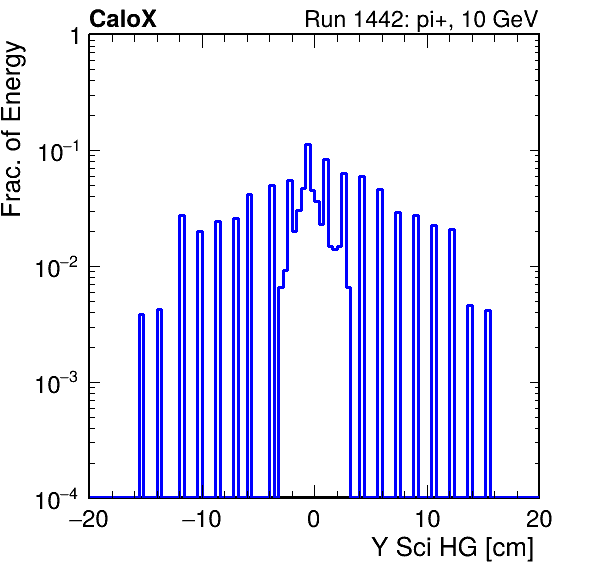 CaloX Run 1442: pi+, 10 GeV
Frac. of Energy
1
10⁻¹
10⁻²
10⁻³
10⁻⁴
−20 −10 0 10 20
Y Sci HG [cm]